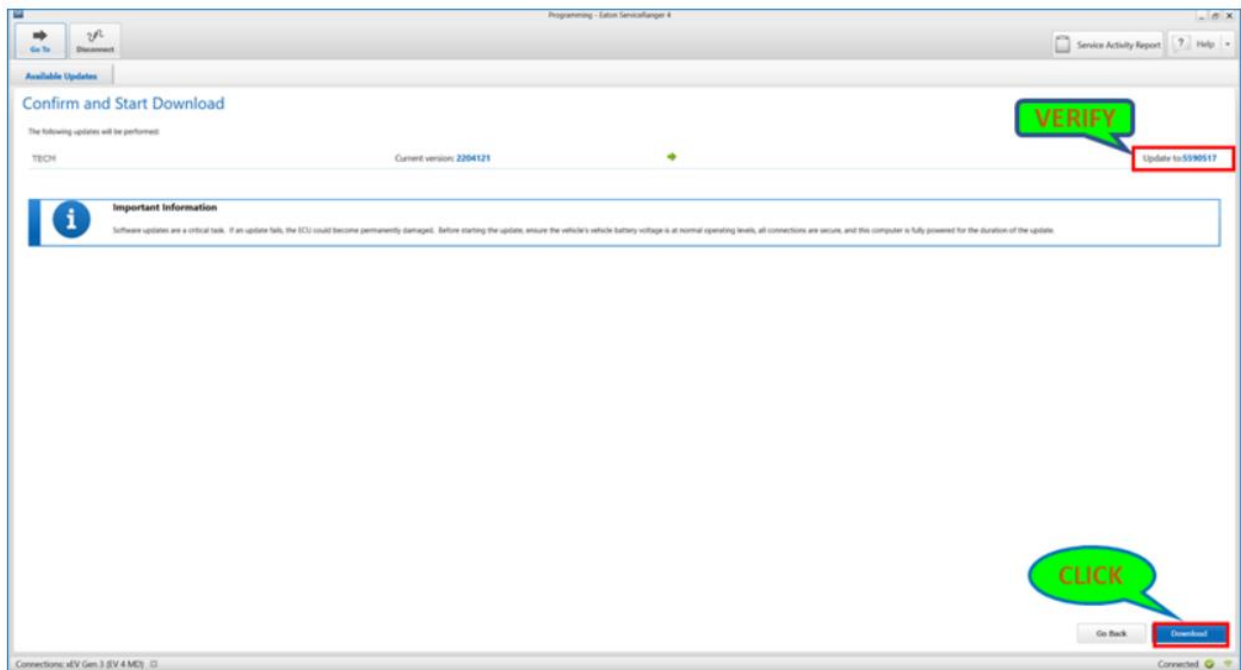 Programming - Eaton ServiceRanger 4
Go To
Disconnect
Service Activity Report
? Help
Available Updates
Confirm and Start Download
The following updates will be performed:
VERIFY
TECM Current version: 2204121 Update to:5590517
i
Important Information
Software updates are a critical task. If an update fails, the ECU could become permanently damaged. Before starting the update, ensure the vehicle's vehicle battery voltage is at normal operating levels, all connections are secure, and this computer is fully powered for the duration of the update.
CLICK
Go Back Download
Connections: xEV Gen 3 (EV 4 MD) Connected